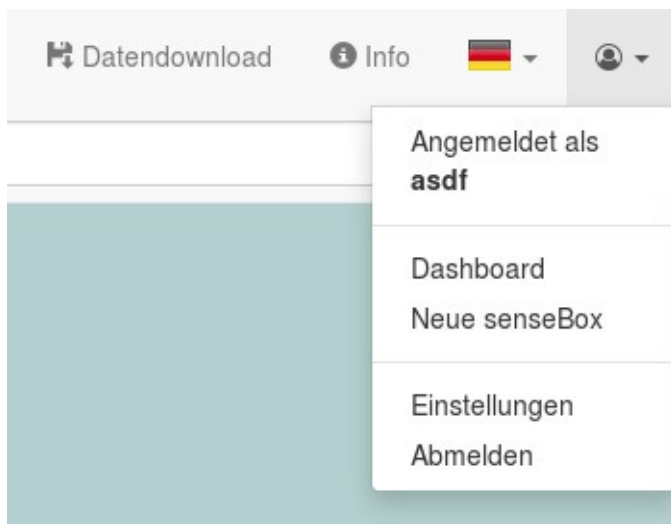 Datendownload Info
Angemeldet als
asdf
Dashboard
Neue senseBox
Einstellungen
Abmelden